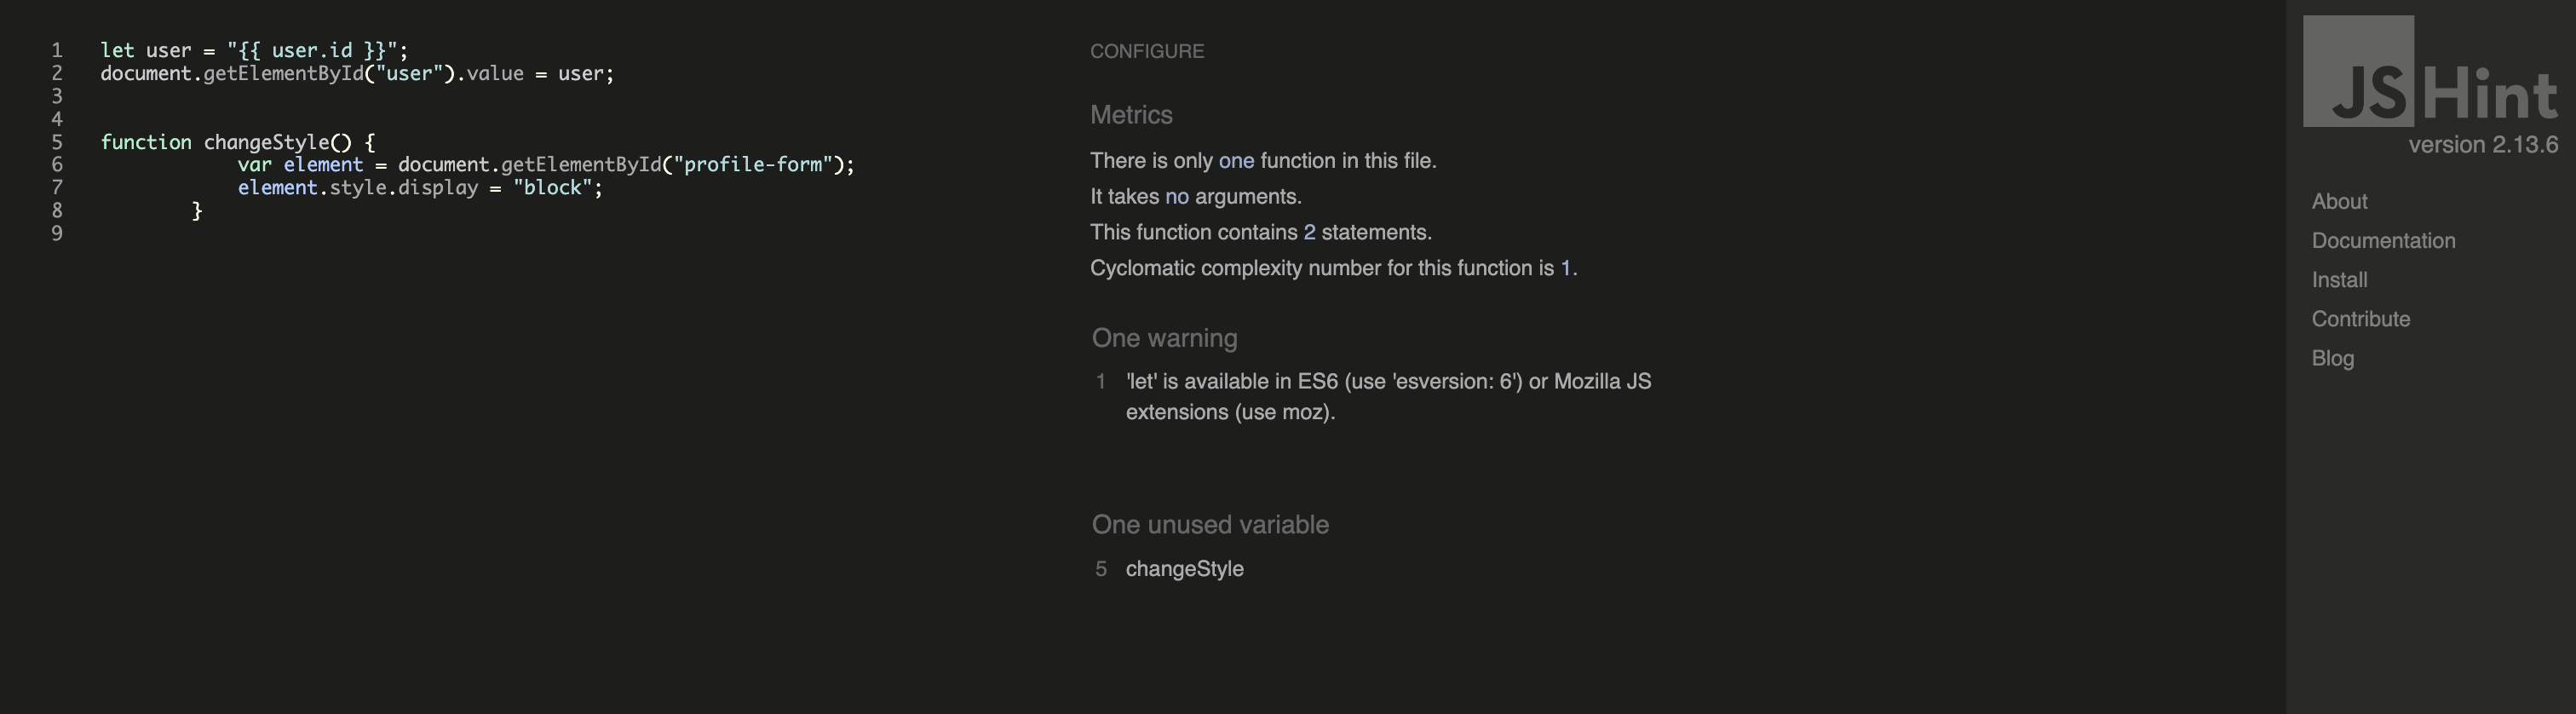 1 let user = "{{ user.id }}";
2 document.getElementById("user").value = user;
3
4
5 function changeStyle() {
6             var element = document.getElementById("profile-form");
7             element.style.display = "block";
8         }
9
CONFIGURE
Metrics
There is only one function in this file.
It takes no arguments.
This function contains 2 statements.
Cyclomatic complexity number for this function is 1.
One warning
1 'let' is available in ES6 (use 'esversion: 6') or Mozilla JS
extensions (use moz).
One unused variable
5 changeStyle
JSHint
version 2.13.6
About
Documentation
Install
Contribute
Blog